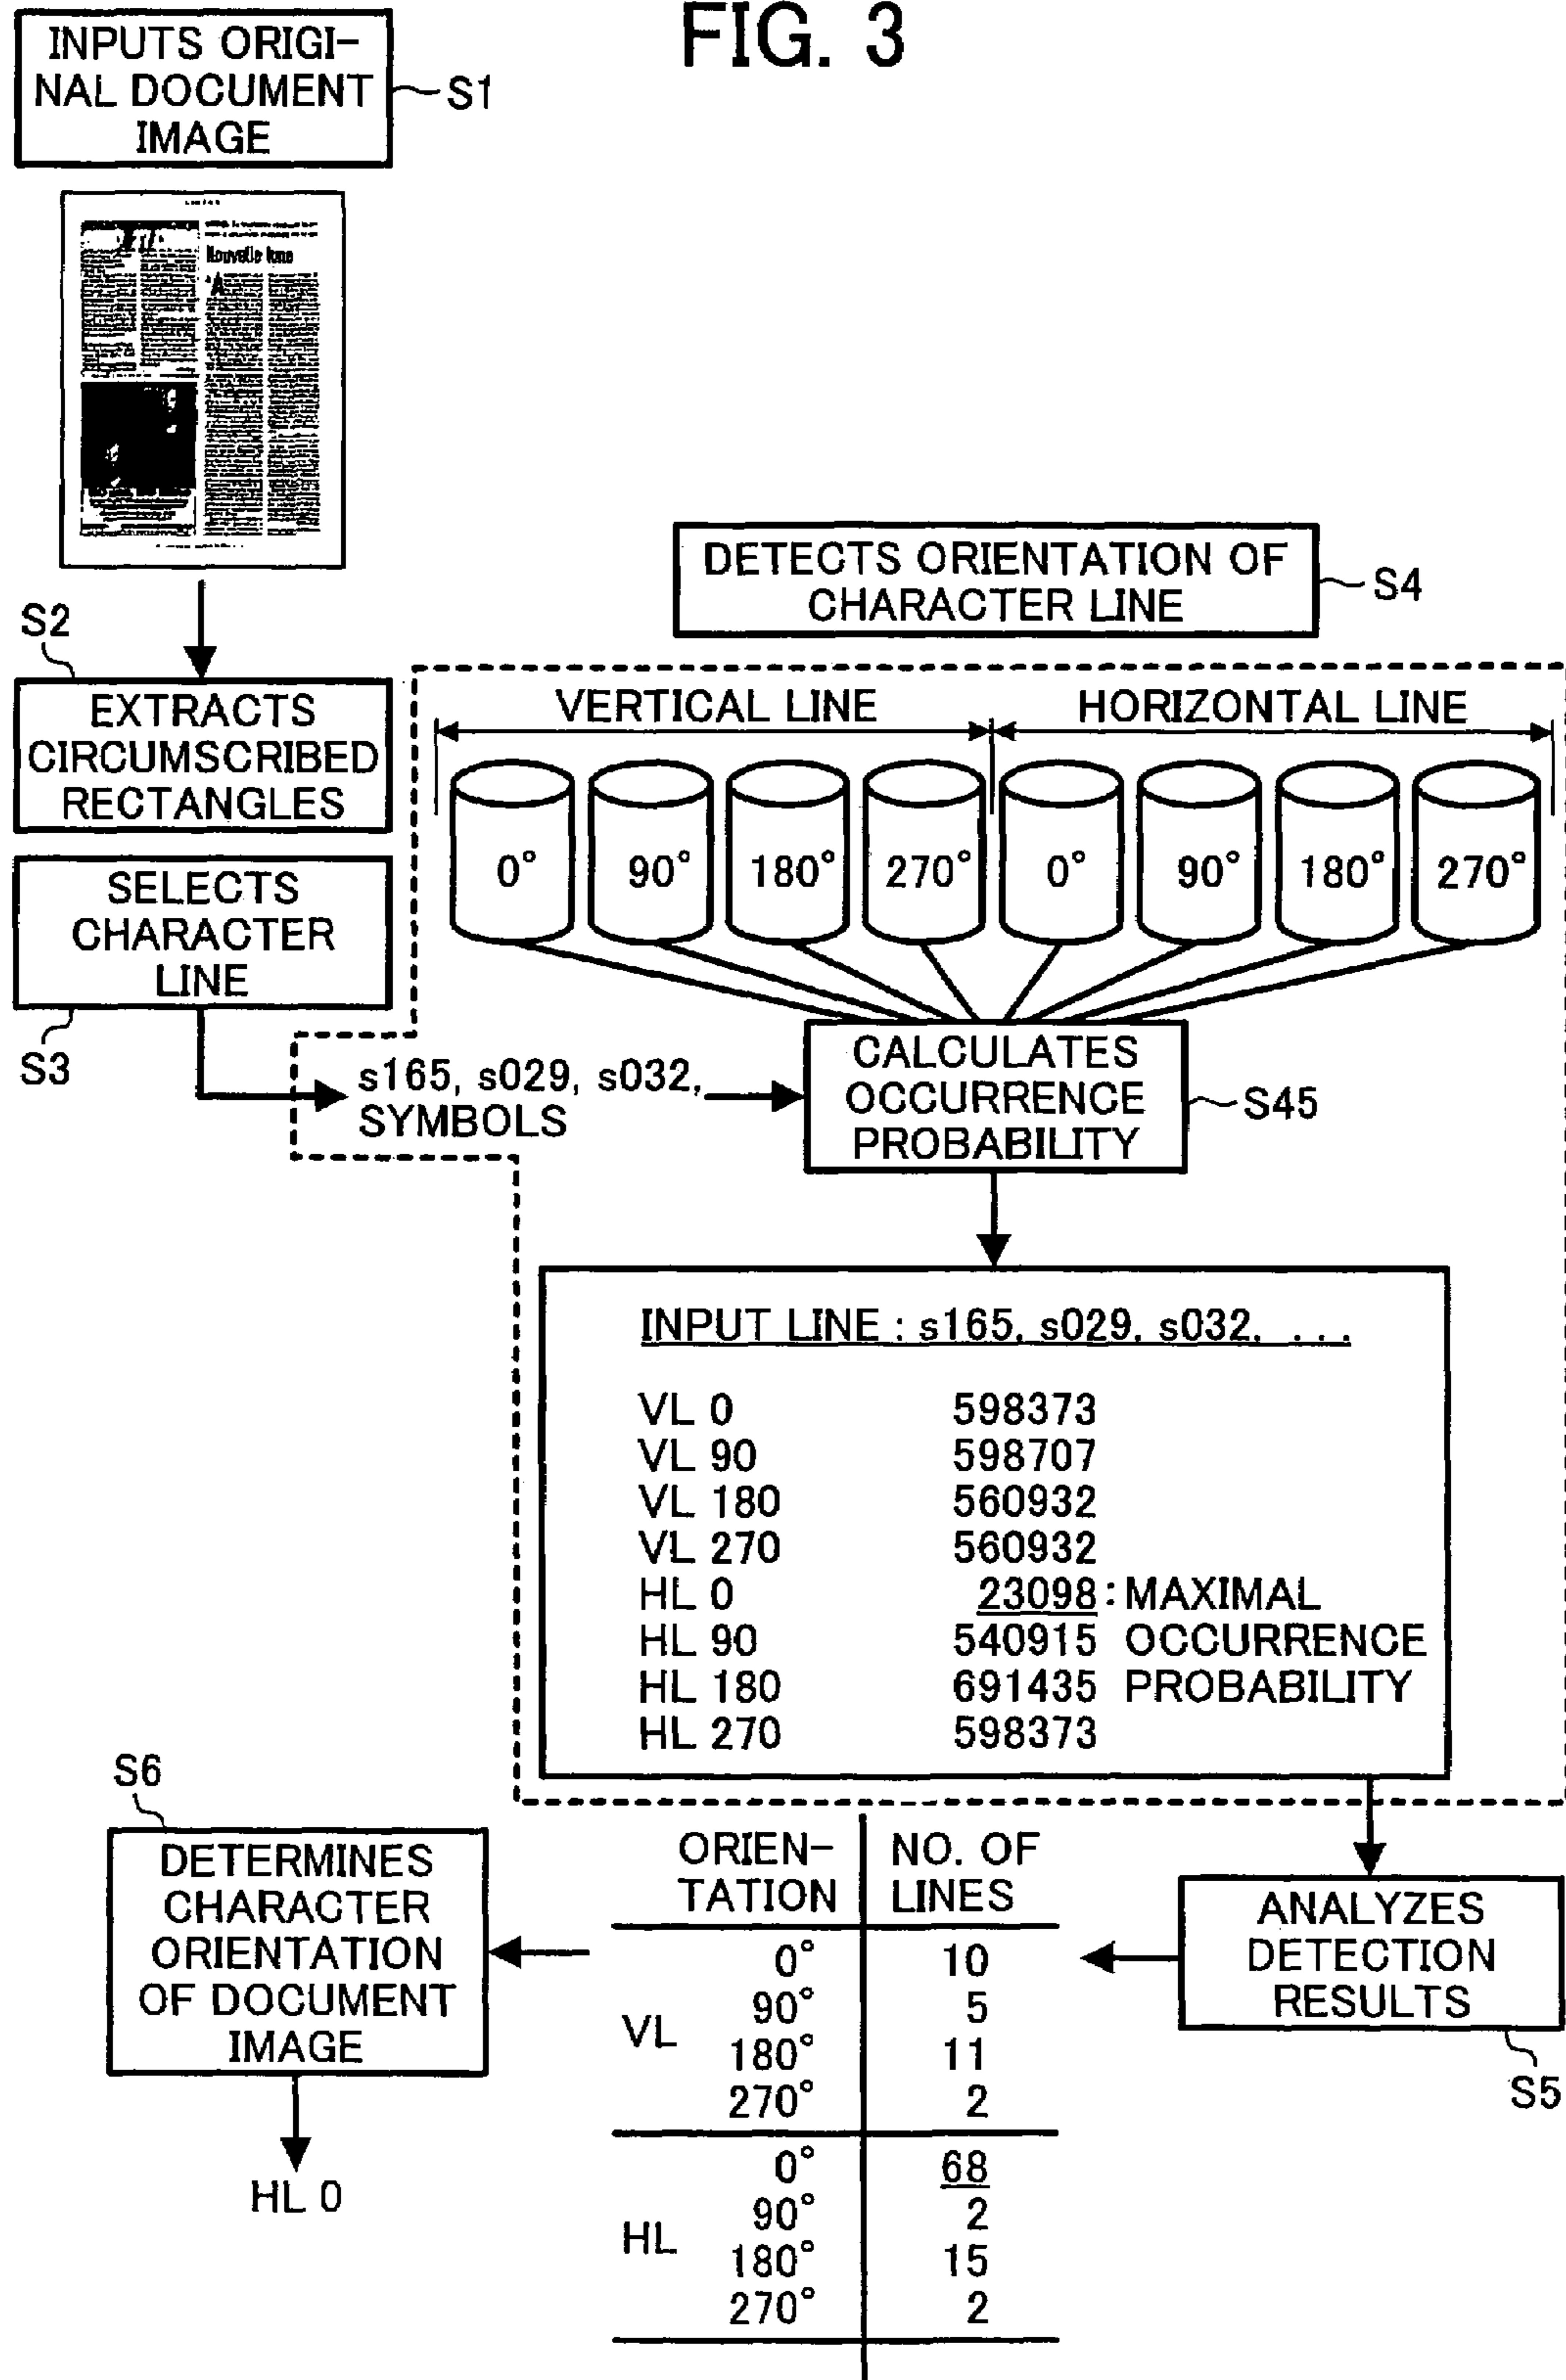 FIG. 3
INPUTS ORIGI-
NAL DOCUMENT
IMAGE
S1
Nouvelle lune
A
DETECTS ORIENTATION OF
CHARACTER LINE
S4
S2
EXTRACTS
CIRCUMSCRIBED
RECTANGLES
SELECTS
CHARACTER
LINE
S3
VERTICAL LINE
HORIZONTAL LINE
0° 90° 180° 270° 0° 90° 180° 270°
s165, s029, s032,
SYMBOLS
CALCULATES
OCCURRENCE
PROBABILITY
S45
INPUT LINE : s165, s029, s032, . . .
VL 0 598373
VL 90 598707
VL 180 560932
VL 270 560932
HL 0 23098 : MAXIMAL
HL 90 540915 OCCURRENCE
HL 180 691435 PROBABILITY
HL 270 598373
ANALYZES
DETECTION
RESULTS
S5
ORIEN-
TATION
NO. OF
LINES
VL
0° 10
90° 5
180° 11
270° 2
HL
0° 68
90° 2
180° 15
270° 2
S6
DETERMINES
CHARACTER
ORIENTATION
OF DOCUMENT
IMAGE
HL 0